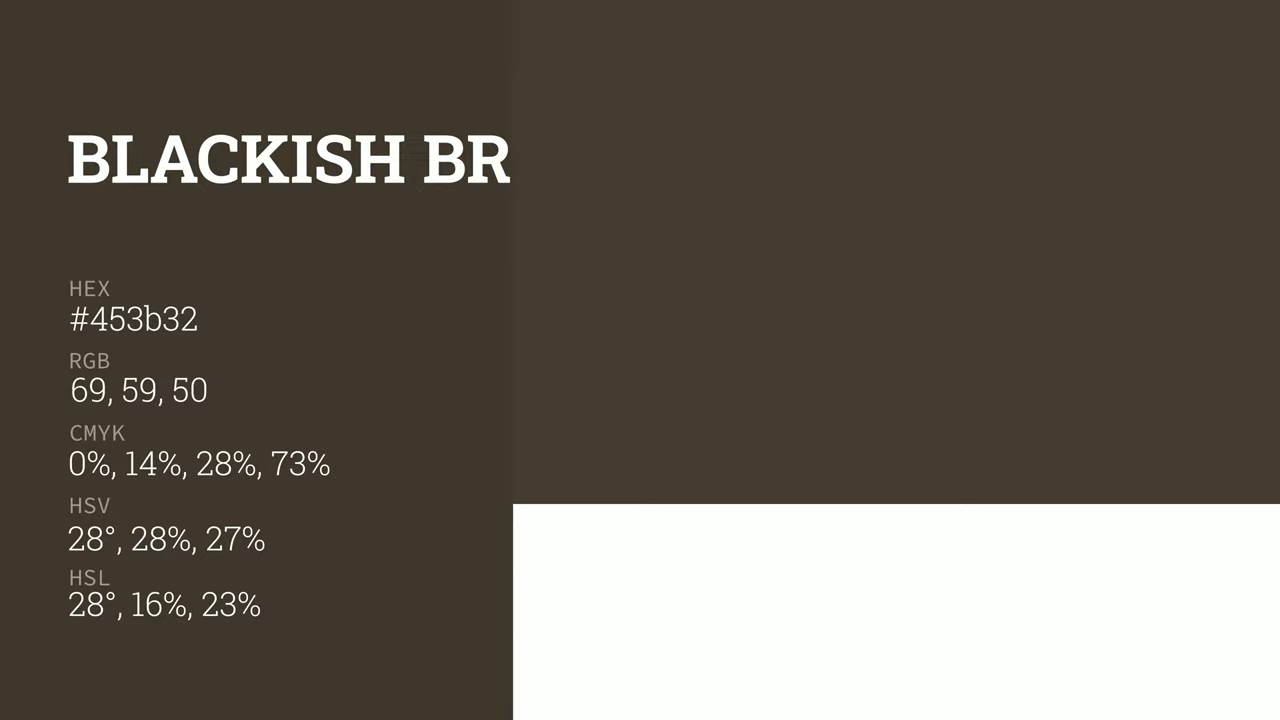 BLACKISH BR
HEX
#453b32
RGB
69, 59, 50
CMYK
0%, 14%, 28%, 73%
HSV
28°, 28%, 27%
HSL
28°, 16%, 23%